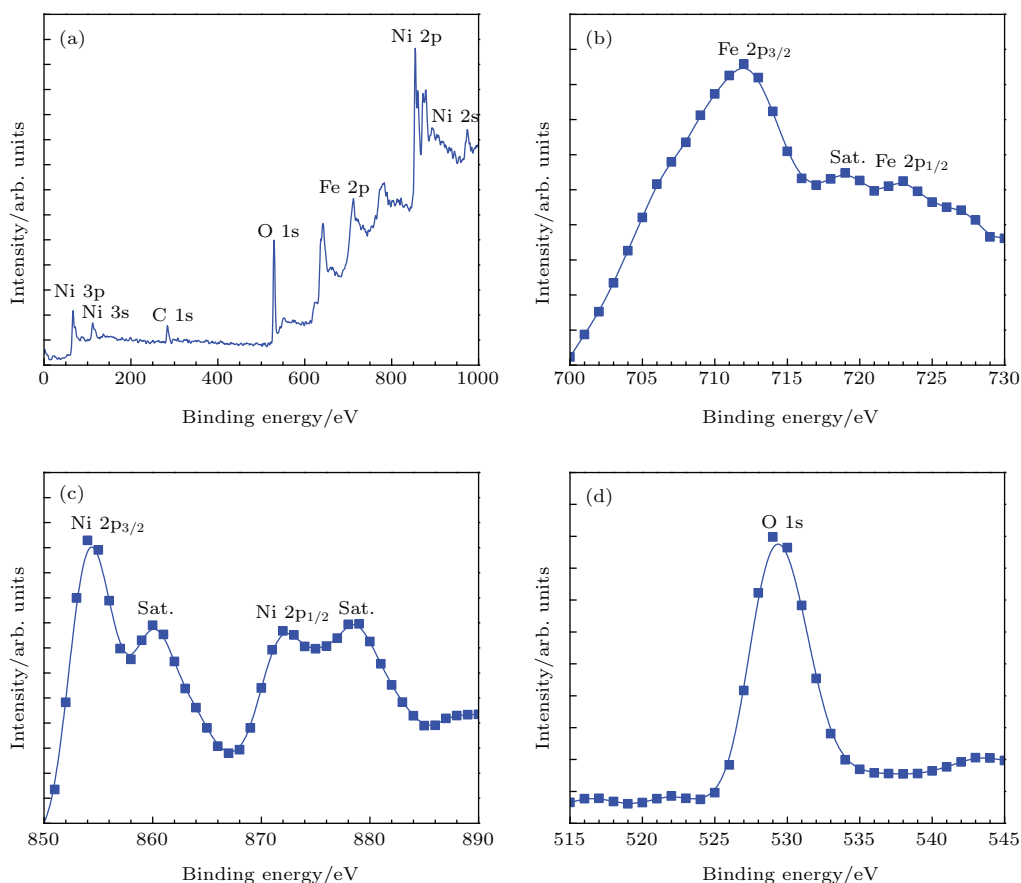 (a)
Ni 2p
Ni 2s
Fe 2p
O 1s
Ni 3p
Ni 3s
C 1s
Intensity/arb. units
0 200 400 600 800 1000
Binding energy/eV
(b)
Fe 2p3/2
Sat.
Fe 2p1/2
Intensity/arb. units
700 705 710 715 720 725 730
Binding energy/eV
(c)
Ni 2p3/2
Sat.
Ni 2p1/2
Sat.
Intensity/arb. units
850 860 870 880 890
Binding energy/eV
(d)
O 1s
Intensity/arb. units
515 520 525 530 535 540 545
Binding energy/eV